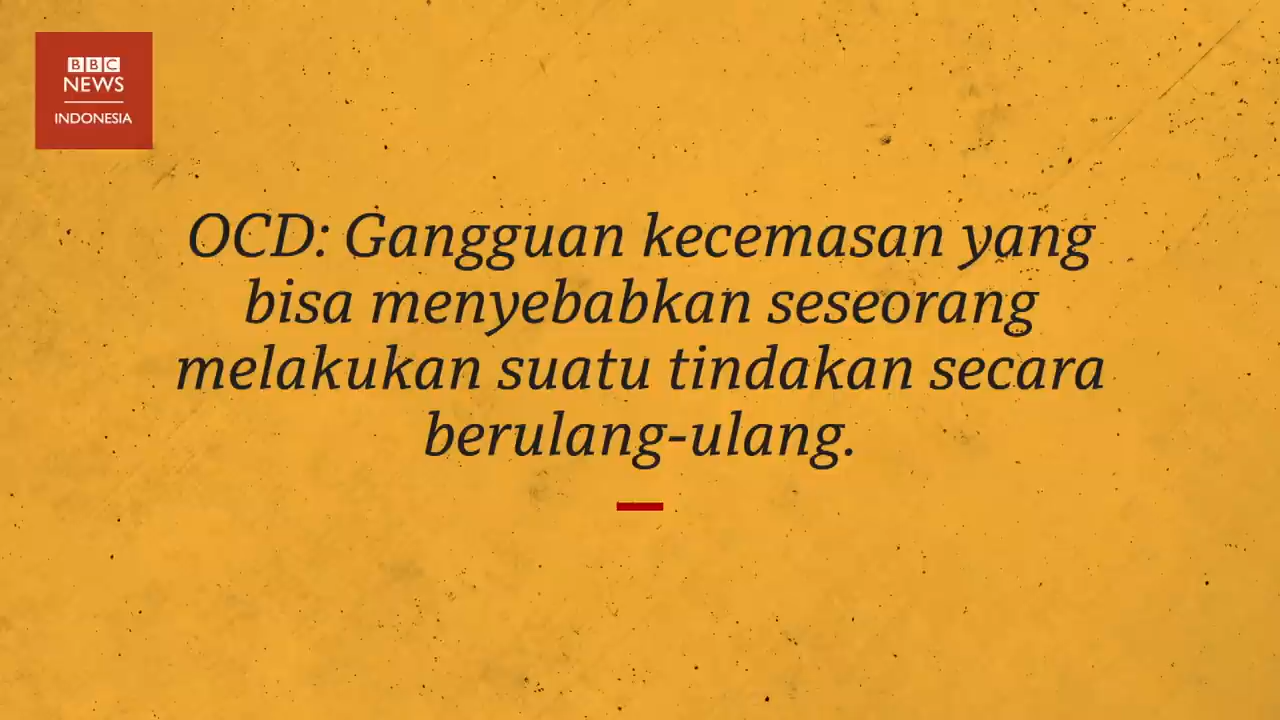 BBC
NEWS
INDONESIA
OCD: Gangguan kecemasan yang
bisa menyebabkan seseorang
melakukan suatu tindakan secara
berulang-ulang.